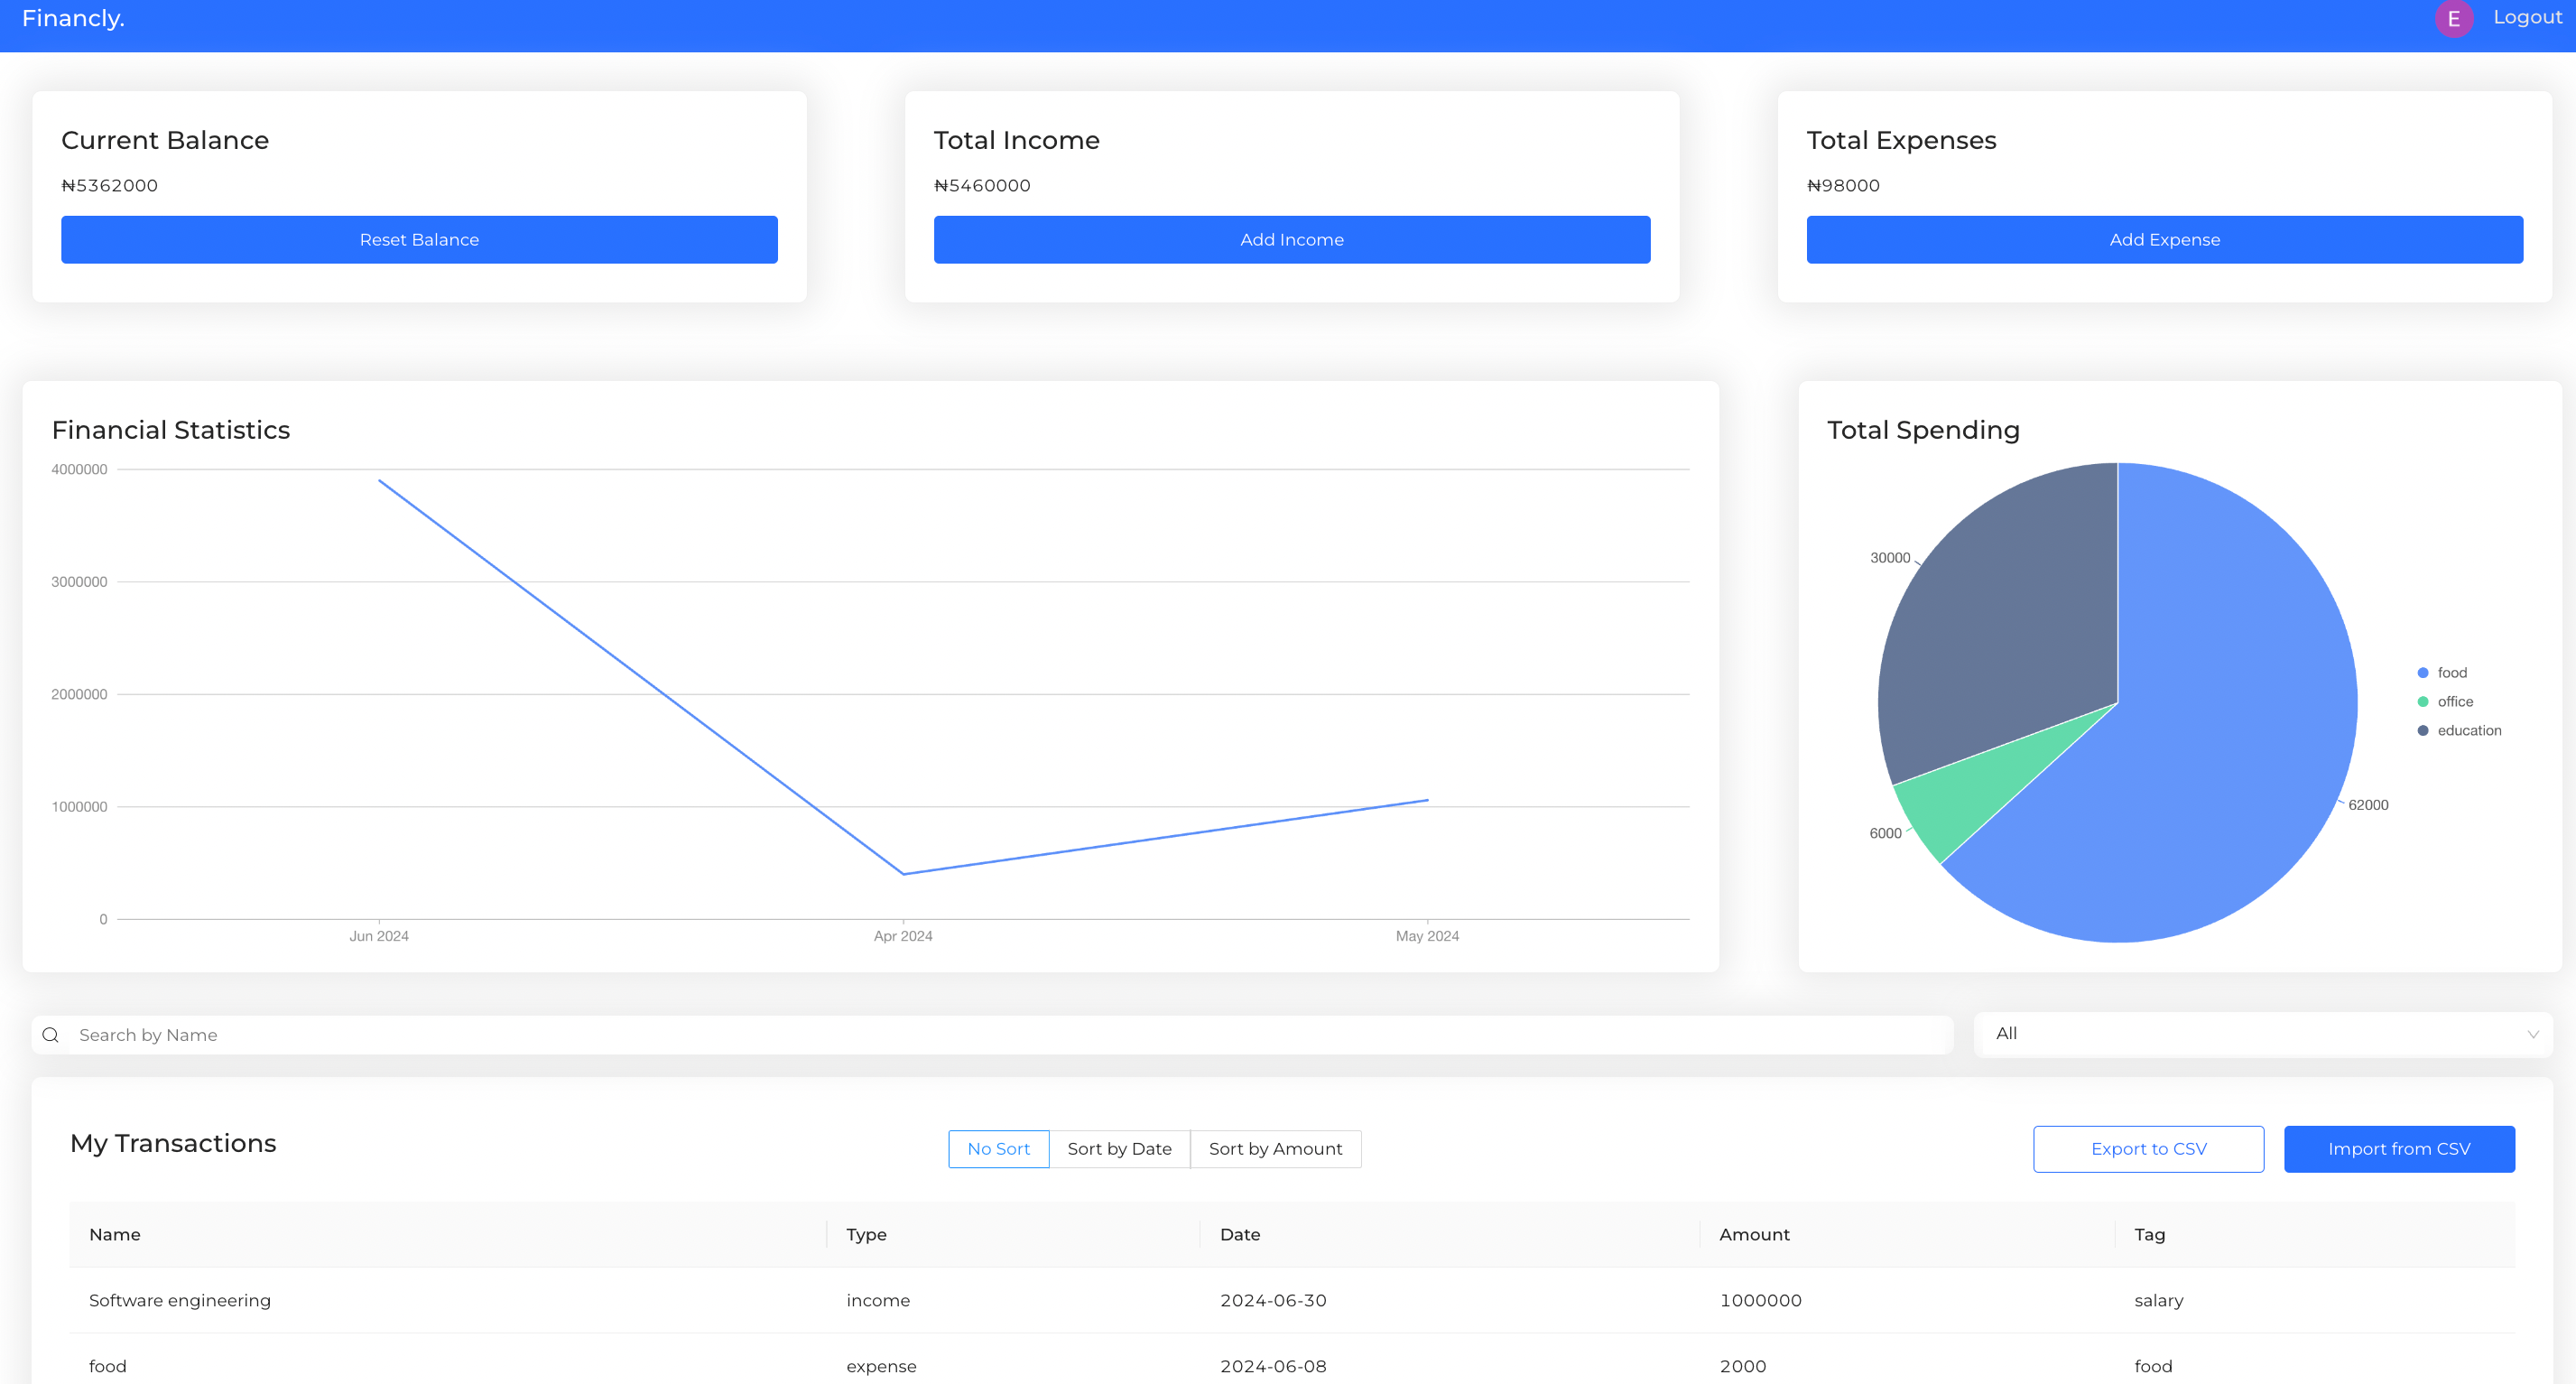 Financly.
E Logout
Current Balance
₦5362000
Reset Balance
Total Income
₦5460000
Add Income
Total Expenses
₦98000
Add Expense
Financial Statistics
4000000
3000000
2000000
1000000
0
Jun 2024 Apr 2024 May 2024
Total Spending
30000
6000
62000
food
office
education
Search by Name
All
My Transactions
No Sort Sort by Date Sort by Amount
Export to CSV Import from CSV
Name Type Date Amount Tag
Software engineering income 2024-06-30 1000000 salary
food expense 2024-06-08 2000 food